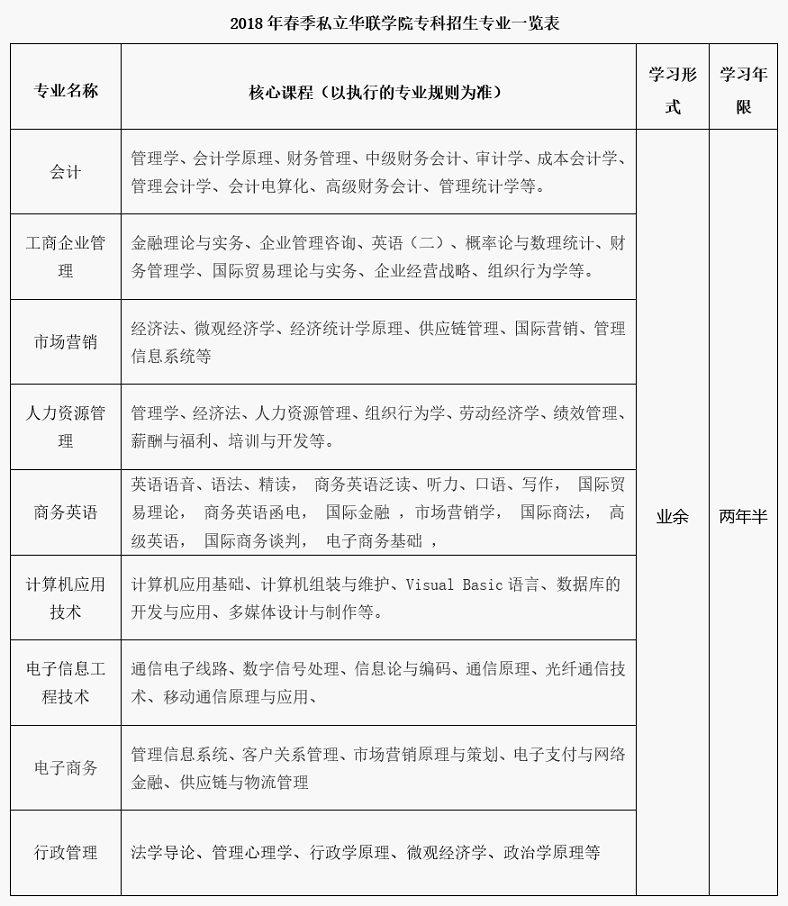 2018年春季私立华联学院专科招生专业一览表
专业名称
核心课程（以执行的专业规则为准）
学习形
式
学习年
限
会计
管理学、会计学原理、财务管理、中级财务会计、审计学、成本会计学、
管理会计学、会计电算化、高级财务会计、管理统计学等。
工商企业管
理
金融理论与实务、企业管理咨询、英语（二）、概率论与数理统计、财
务管理学、国际贸易理论与实务、企业经营战略、组织行为学等。
市场营销
经济法、微观经济学、经济统计学原理、供应链管理、国际营销、管理
信息系统等
人力资源管
理
管理学、经济法、人力资源管理、组织行为学、劳动经济学、绩效管理、
薪酬与福利、培训与开发等。
商务英语
英语语音、语法、精读， 商务英语泛读、听力、口语、写作， 国际贸
易理论， 商务英语函电， 国际金融 ，市场营销学， 国际商法， 高
级英语， 国际商务谈判， 电子商务基础 ，
业余
两年半
计算机应用
技术
计算机应用基础、计算机组装与维护、Visual Basic语言、数据库的
开发与应用、多媒体设计与制作等。
电子信息工
程技术
通信电子线路、数字信号处理、信息论与编码、通信原理、光纤通信技
术、移动通信原理与应用、
电子商务
管理信息系统、客户关系管理、市场营销原理与策划、电子支付与网络
金融、供应链与物流管理
行政管理
法学导论、管理心理学、行政学原理、微观经济学、政治学原理等